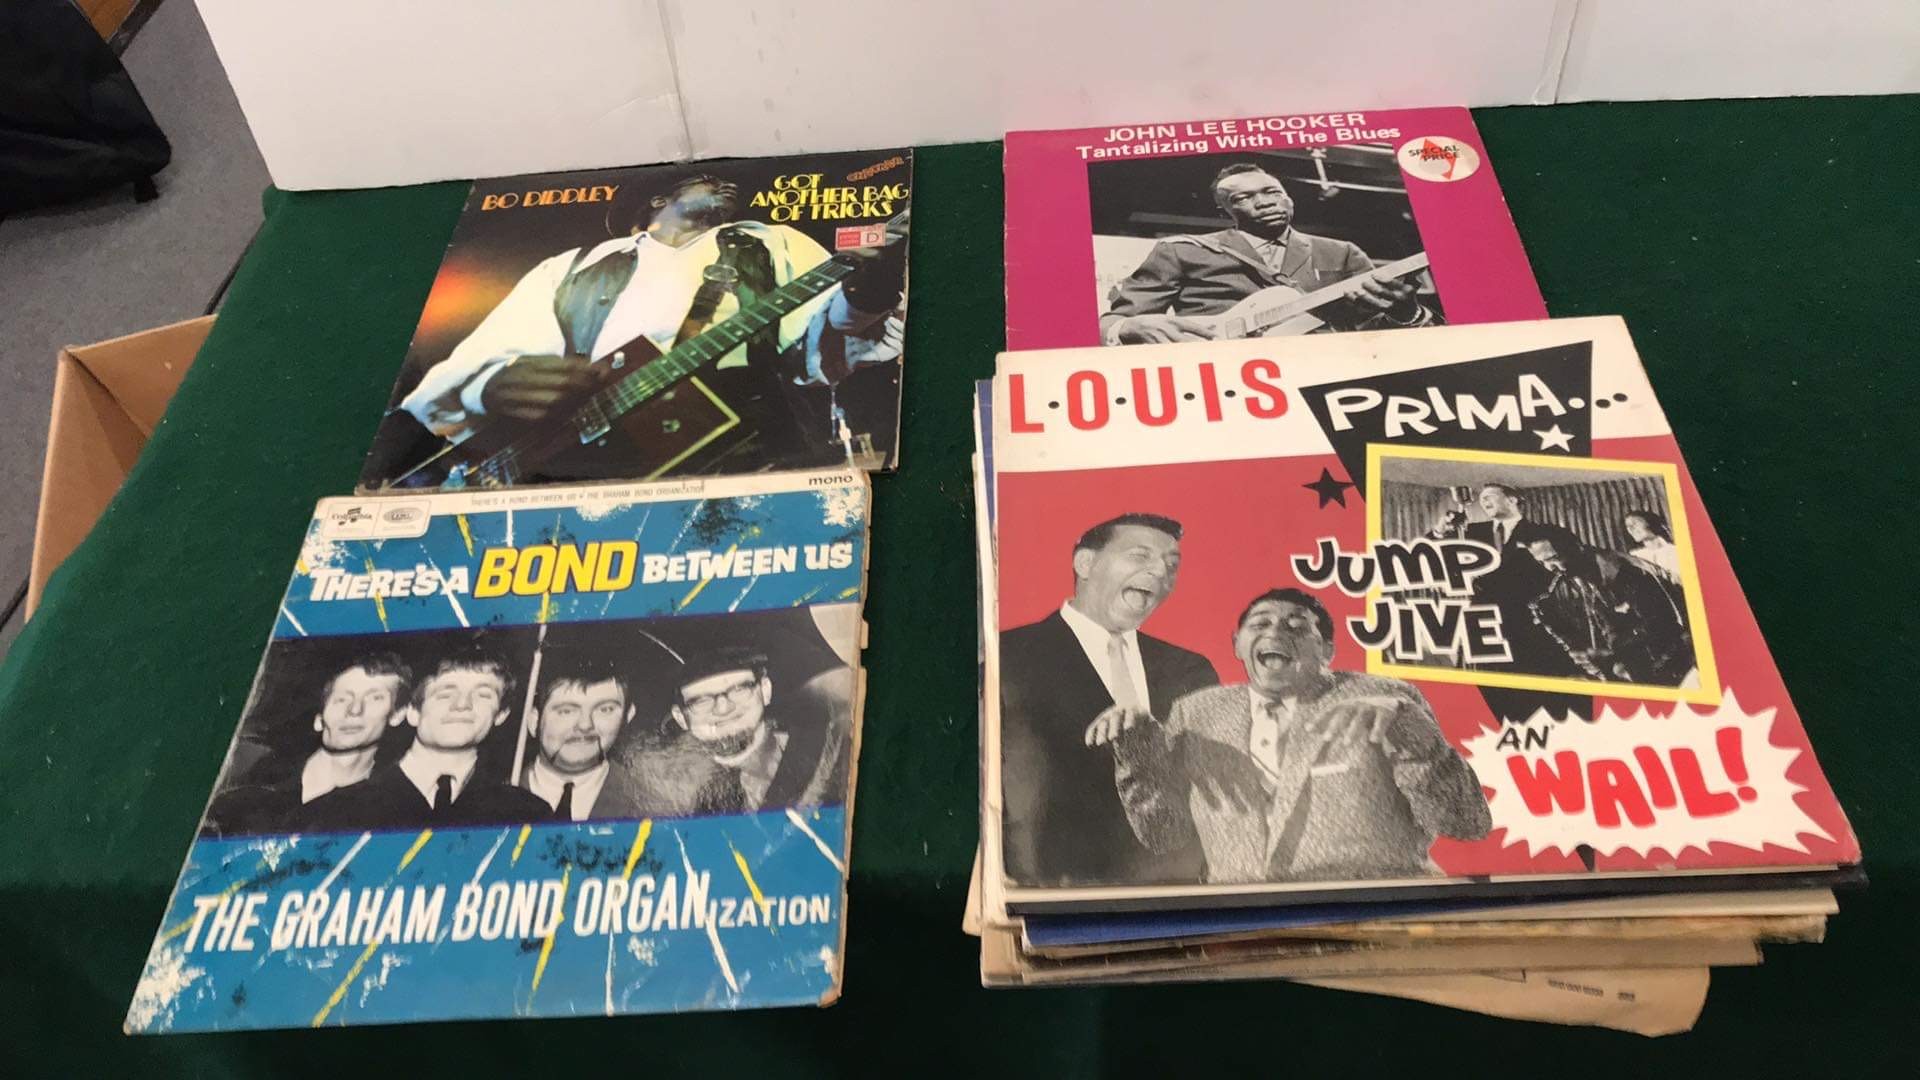 BO DIDDLEY
GOT
ANOTHER BAG
OF TRICKS
D
JOHN LEE HOOKER
Tantalizing With The Blues
SPECIAL
PRICE
THERE'S A BOND BETWEEN US • THE GRAHAM BOND ORGANIZATION
mono
Columbia
EMI
THERE'S A BOND BETWEEN US
THE GRAHAM BOND ORGANIZATION
L·O·U·I·S PRIMA...
JUMP
JIVE
AN'
WAIL!